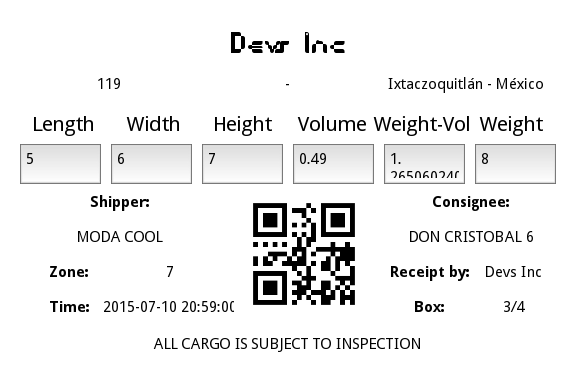 Devs Inc
119 - Ixtaczoquitlán - México
Length Width Height Volume Weight-Vol Weight
5 6 7 0.49 1. 8
Shipper: Consignee:
MODA COOL DON CRISTOBAL 6
Zone: 7 Receipt by: Devs Inc
Time: 2015-07-10 20:59:00 Box: 3/4
ALL CARGO IS SUBJECT TO INSPECTION